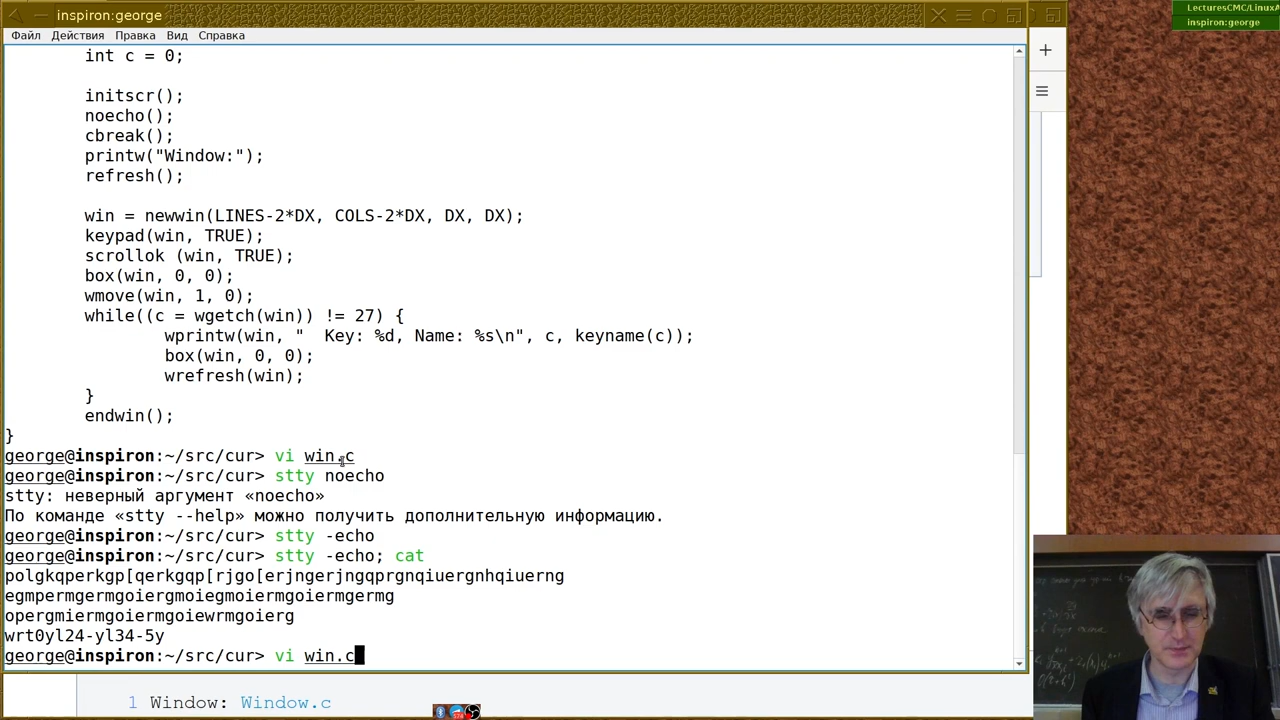 inspiron:george
LecturesCMC/LinuxA
inspiron:george
Файл Действия Правка Вид Справка
int c = 0;
initscr();
noecho();
cbreak();
printw("Window:");
refresh();
win = newwin(LINES-2*DX, COLS-2*DX, DX, DX);
keypad(win, TRUE);
scrollok (win, TRUE);
box(win, 0, 0);
wmove(win, 1, 0);
while((c = wgetch(win)) != 27) {
wprintw(win, "  Key: %d, Name: %s\n", c, keyname(c));
box(win, 0, 0);
wrefresh(win);
}
endwin();
}
george@inspiron:~/src/cur> vi win.c
george@inspiron:~/src/cur> stty noecho
stty: неверный аргумент «noecho»
По команде «stty --help» можно получить дополнительную информацию.
george@inspiron:~/src/cur> stty -echo
george@inspiron:~/src/cur> stty -echo; cat
polgkqperkgp[qerkgqp[rjgo[erjngerjngqprgnqiuergnhqiuerng
egmpermgermgoiergmoiegmoiermgoiermgermg
opergmiermgoiermgoiewrmgoierg
wrt0yl24-yl34-5y
george@inspiron:~/src/cur> vi win.c
1 Window: Window.c